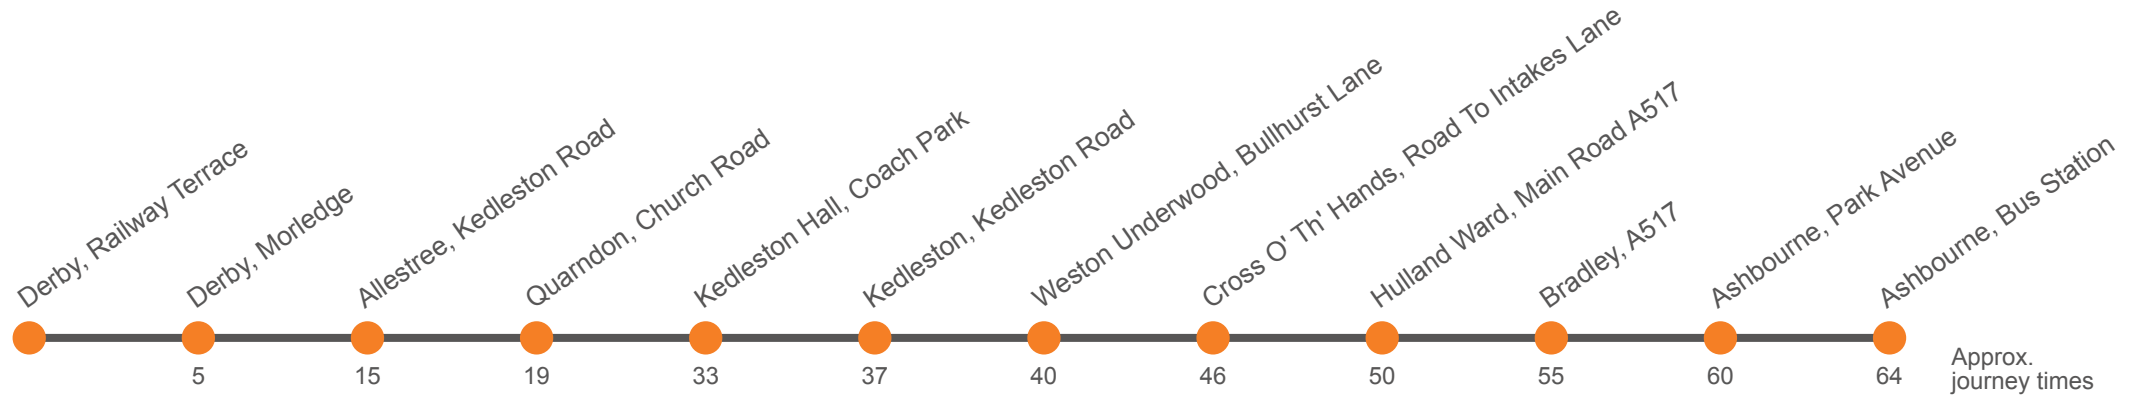 Derby, Railway Terrace
Derby, Morledge
Allestree, Kedleston Road
Quarndon, Church Road
Kedleston Hall, Coach Park
Kedleston, Kedleston Road
Weston Underwood, Bullhurst Lane
Cross O' Th' Hands, Road To Intakes Lane
Hulland Ward, Main Road A517
Bradley, A517
Ashbourne, Park Avenue
Ashbourne, Bus Station
5 15 19 33 37 40 46 50 55 60 64
Approx.
journey times